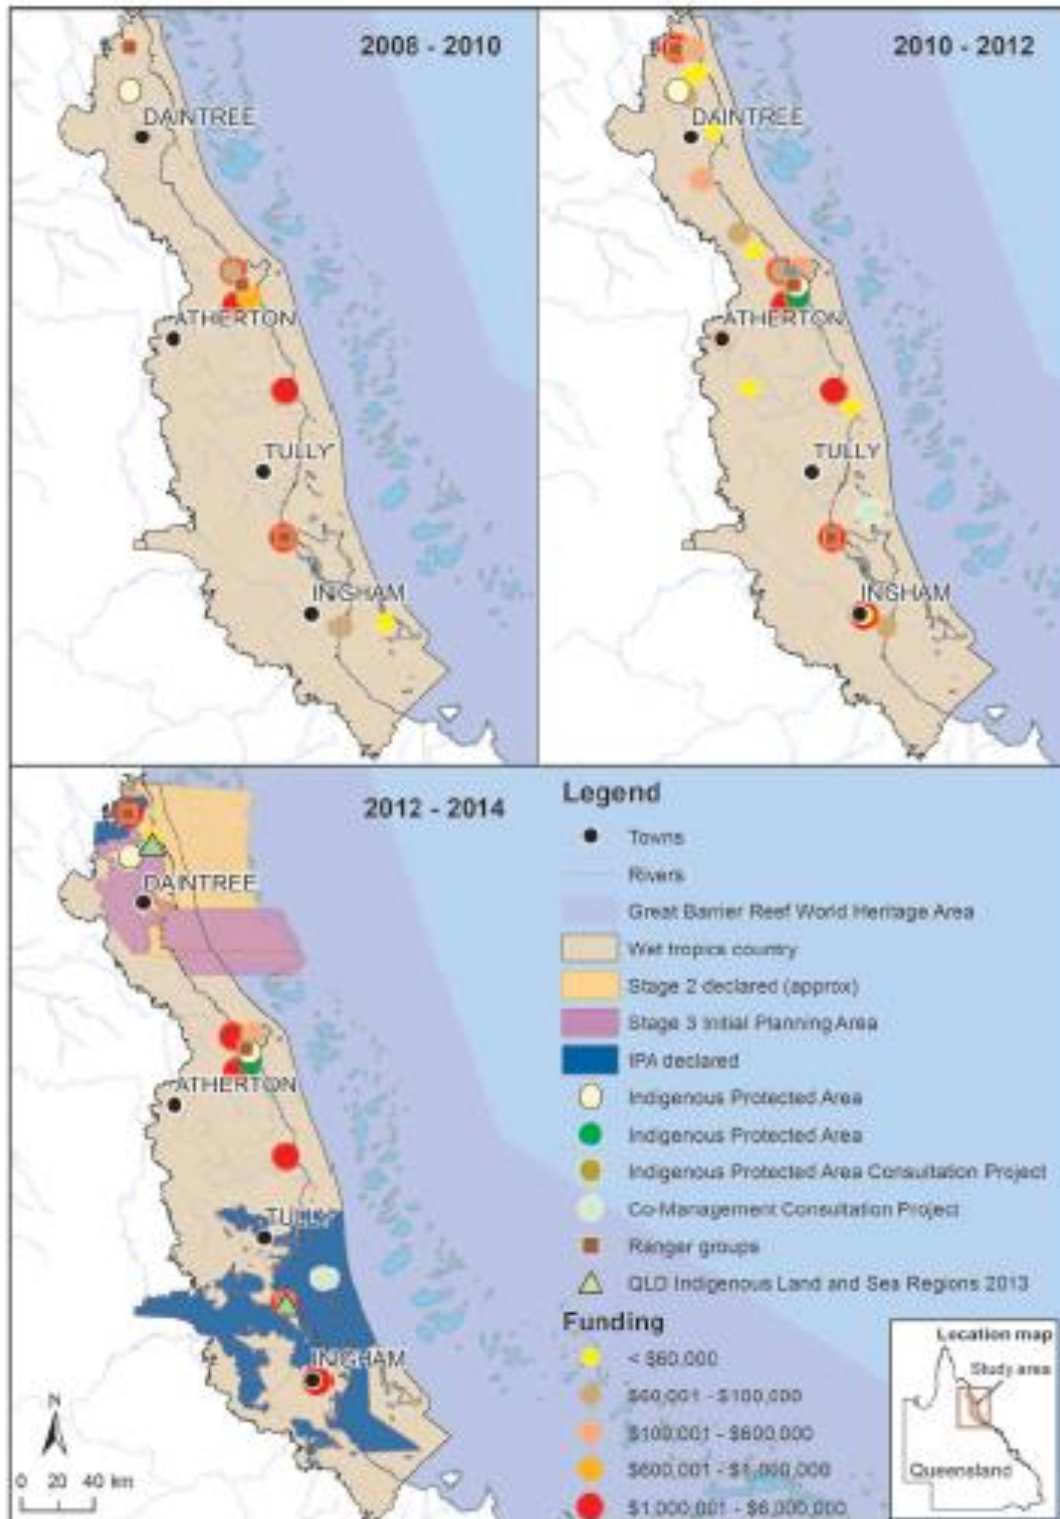 2008 - 2010
DAINTREE
ATHERTON
TULLY
INGHAM
2010 - 2012
DAINTREE
ATHERTON
TULLY
INGHAM
2012 - 2014
DAINTREE
ATHERTON
TULLY
INGHAM
N
0 20 40 km
Legend
Towns
Rivers
Great Barrier Reef World Heritage Area
Wet tropics country
Stage 2 declared (approx)
Stage 3 Initial Planning Area
IPA declared
Indigenous Protected Area
Indigenous Protected Area
Indigenous Protected Area Consultation Project
Co-Management Consultation Project
Ranger groups
QLD Indigenous Land and Sea Regions 2013
Funding
< $60,000
$60,001 - $100,000
$100,001 - $600,000
$600,001 - $1,000,000
$1,000,001 - $6,000,000
Location map
Study area
Queensland